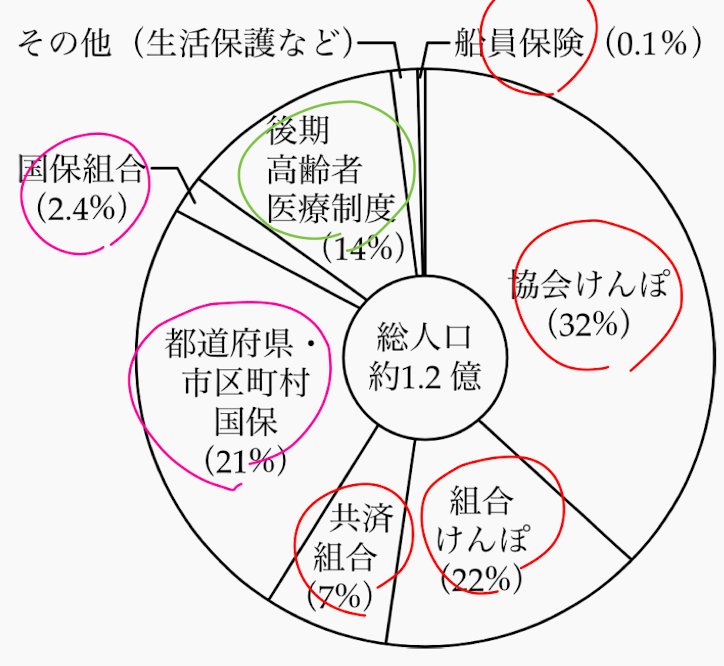 その他（生活保護など）
船員保険（0.1%）
後期
高齢者
医療制度
（14%）
国保組合
（2.4%）
協会けんぽ
（32%）
総人口
約1.2 億
都道府県・
市区町村
国保
（21%）
共済
組合
（7%）
組合
けんぽ
（22%）